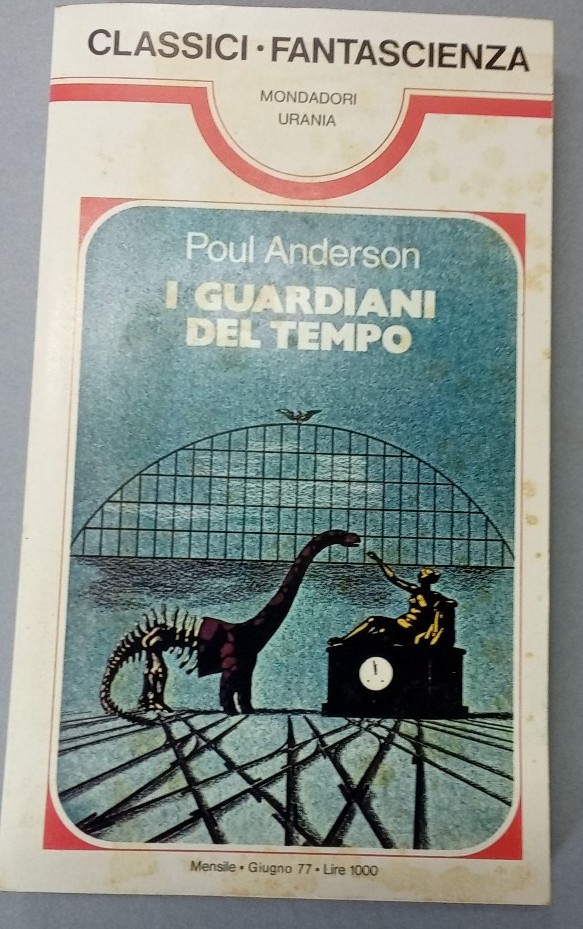 CLASSICI • FANTASCIENZA
MONDADORI
URANIA
Poul Anderson
I GUARDIANI
DEL TEMPO
Mensile • Giugno 77 • Lire 1000